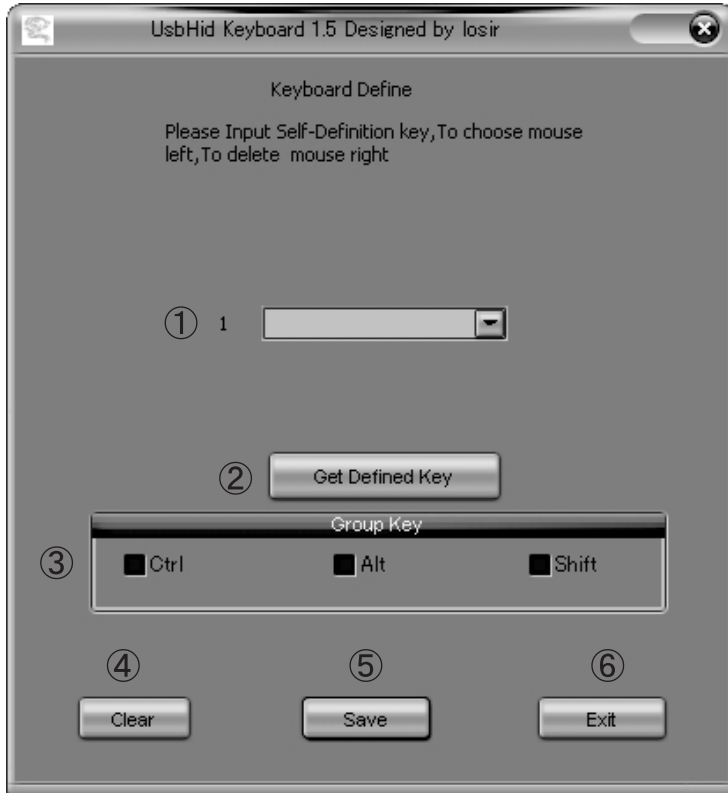 UsbHid Keyboard 1.5 Designed by losir
Keyboard Define
Please Input Self-Definition key,To choose mouse
left,To delete mouse right
① 1
② Get Defined Key
Group Key
③ Ctrl Alt Shift
④ ⑤ ⑥
Clear Save Exit